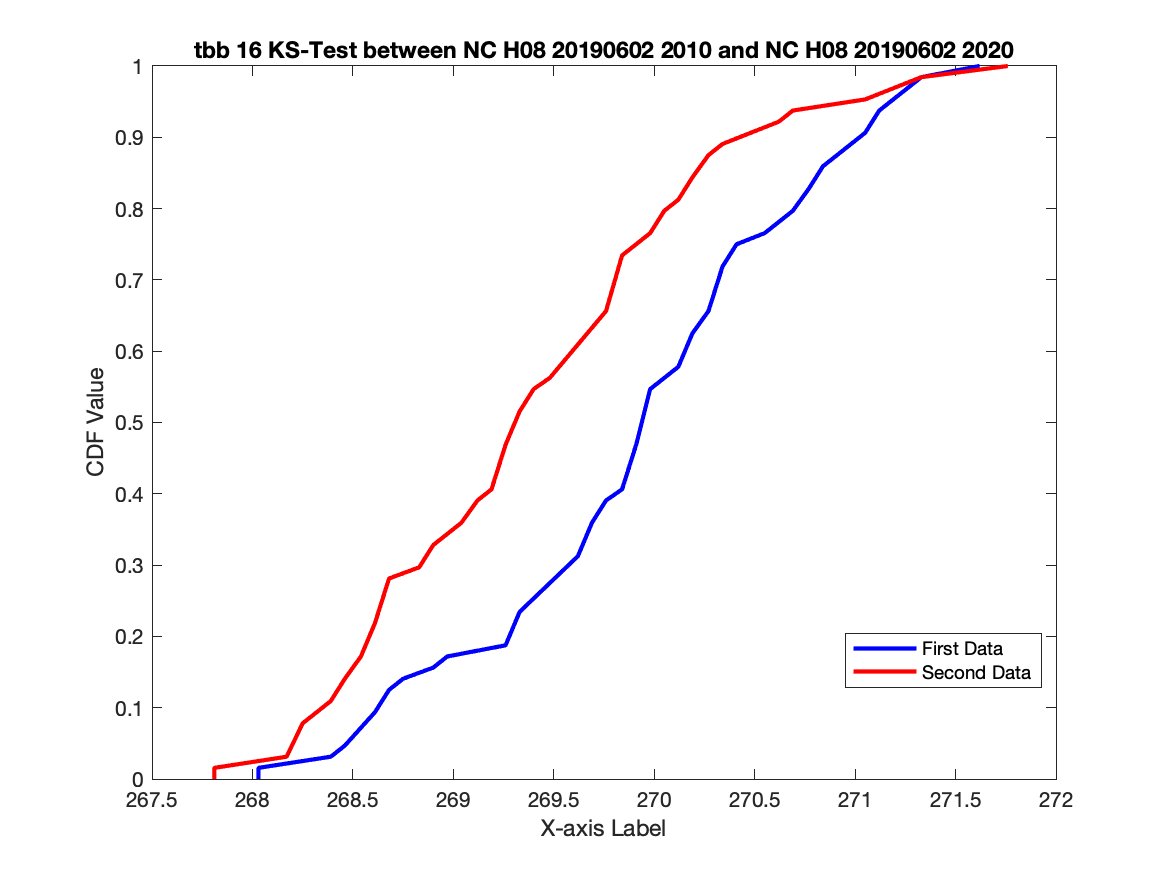 tbb 16 KS-Test between NC H08 20190602 2010 and NC H08 20190602 2020
1
0.9
0.8
0.7
0.6
0.5
0.4
0.3
0.2
0.1
0
CDF Value
First Data
Second Data
267.5 268 268.5 269 269.5 270 270.5 271 271.5 272
X-axis Label